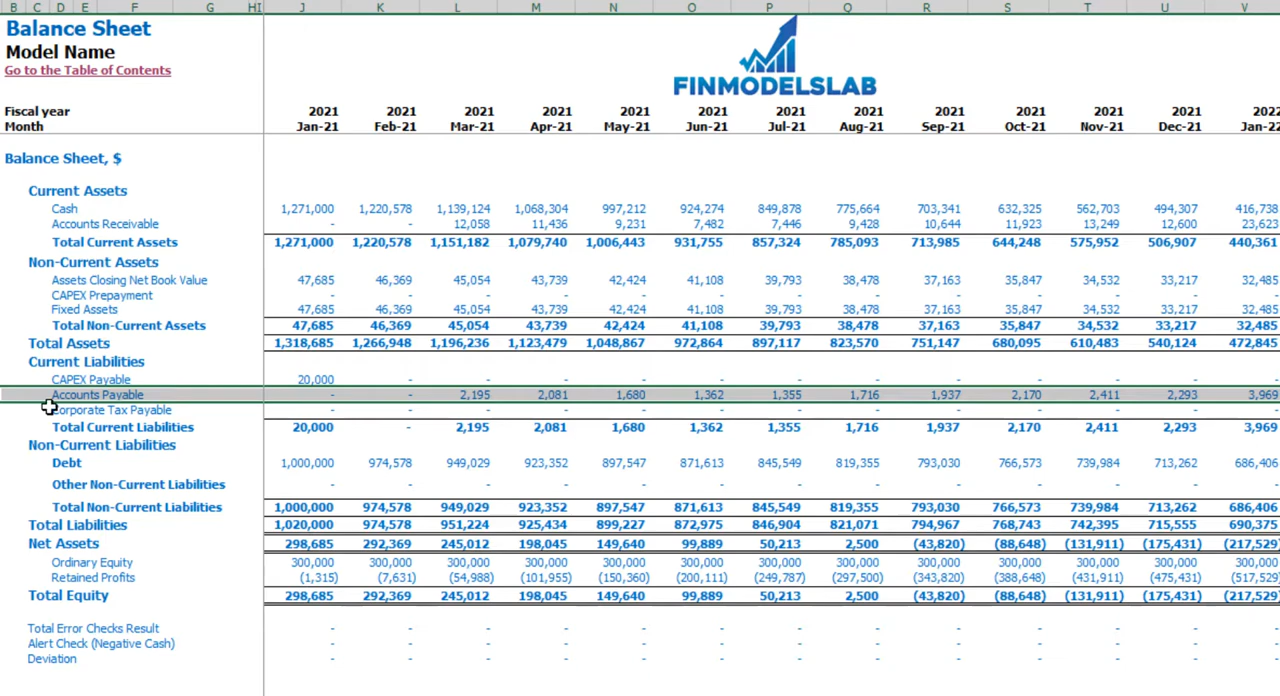 B C D E F G H I J K L M N O P Q R S T U V
Balance Sheet
Model Name
Go to the Table of Contents
FINMODELSLAB
Fiscal year 2021 2021 2021 2021 2021 2021 2021 2021 2021 2021 2021 2021 2022
Month Jan-21 Feb-21 Mar-21 Apr-21 May-21 Jun-21 Jul-21 Aug-21 Sep-21 Oct-21 Nov-21 Dec-21 Jan-22
Balance Sheet, $
Current Assets
Cash 1,271,000 1,220,578 1,139,124 1,068,304 997,212 924,274 849,878 775,664 703,341 632,325 562,703 494,307 416,738
Accounts Receivable - - 12,058 11,436 9,231 7,482 7,446 9,428 10,644 11,923 13,249 12,600 23,623
Total Current Assets 1,271,000 1,220,578 1,151,182 1,079,740 1,006,443 931,755 857,324 785,093 713,985 644,248 575,952 506,907 440,361
Non-Current Assets
Assets Closing Net Book Value 47,685 46,369 45,054 43,739 42,424 41,108 39,793 38,478 37,163 35,847 34,532 33,217 32,485
CAPEX Prepayment - - - - - - - - - - - - -
Fixed Assets 47,685 46,369 45,054 43,739 42,424 41,108 39,793 38,478 37,163 35,847 34,532 33,217 32,485
Total Non-Current Assets 47,685 46,369 45,054 43,739 42,424 41,108 39,793 38,478 37,163 35,847 34,532 33,217 32,485
Total Assets 1,318,685 1,266,948 1,196,236 1,123,479 1,048,867 972,864 897,117 823,570 751,147 680,095 610,483 540,124 472,845
Current Liabilities
CAPEX Payable 20,000 - - - - - - - - - - - -
Accounts Payable - - 2,195 2,081 1,680 1,362 1,355 1,716 1,937 2,170 2,411 2,293 3,969
Corporate Tax Payable - - - - - - - - - - - - -
Total Current Liabilities 20,000 - 2,195 2,081 1,680 1,362 1,355 1,716 1,937 2,170 2,411 2,293 3,969
Non-Current Liabilities
Debt 1,000,000 974,578 949,029 923,352 897,547 871,613 845,549 819,355 793,030 766,573 739,984 713,262 686,406
Other Non-Current Liabilities - - - - - - - - - - - - -
Total Non-Current Liabilities 1,000,000 974,578 949,029 923,352 897,547 871,613 845,549 819,355 793,030 766,573 739,984 713,262 686,406
Total Liabilities 1,020,000 974,578 951,224 925,434 899,227 872,975 846,904 821,071 794,967 768,743 742,395 715,555 690,375
Net Assets 298,685 292,369 245,012 198,045 149,640 99,889 50,213 2,500 (43,820) (88,648) (131,911) (175,431) (217,529
Ordinary Equity 300,000 300,000 300,000 300,000 300,000 300,000 300,000 300,000 300,000 300,000 300,000 300,000 300,000
Retained Profits (1,315) (7,631) (54,988) (101,955) (150,360) (200,111) (249,787) (297,500) (343,820) (388,648) (431,911) (475,431) (517,529
Total Equity 298,685 292,369 245,012 198,045 149,640 99,889 50,213 2,500 (43,820) (88,648) (131,911) (175,431) (217,529
Total Error Checks Result - - - - - - - - - - - - -
Alert Check (Negative Cash) - - - - - - - - - - - - -
Deviation - - - - - - - - - - - - -